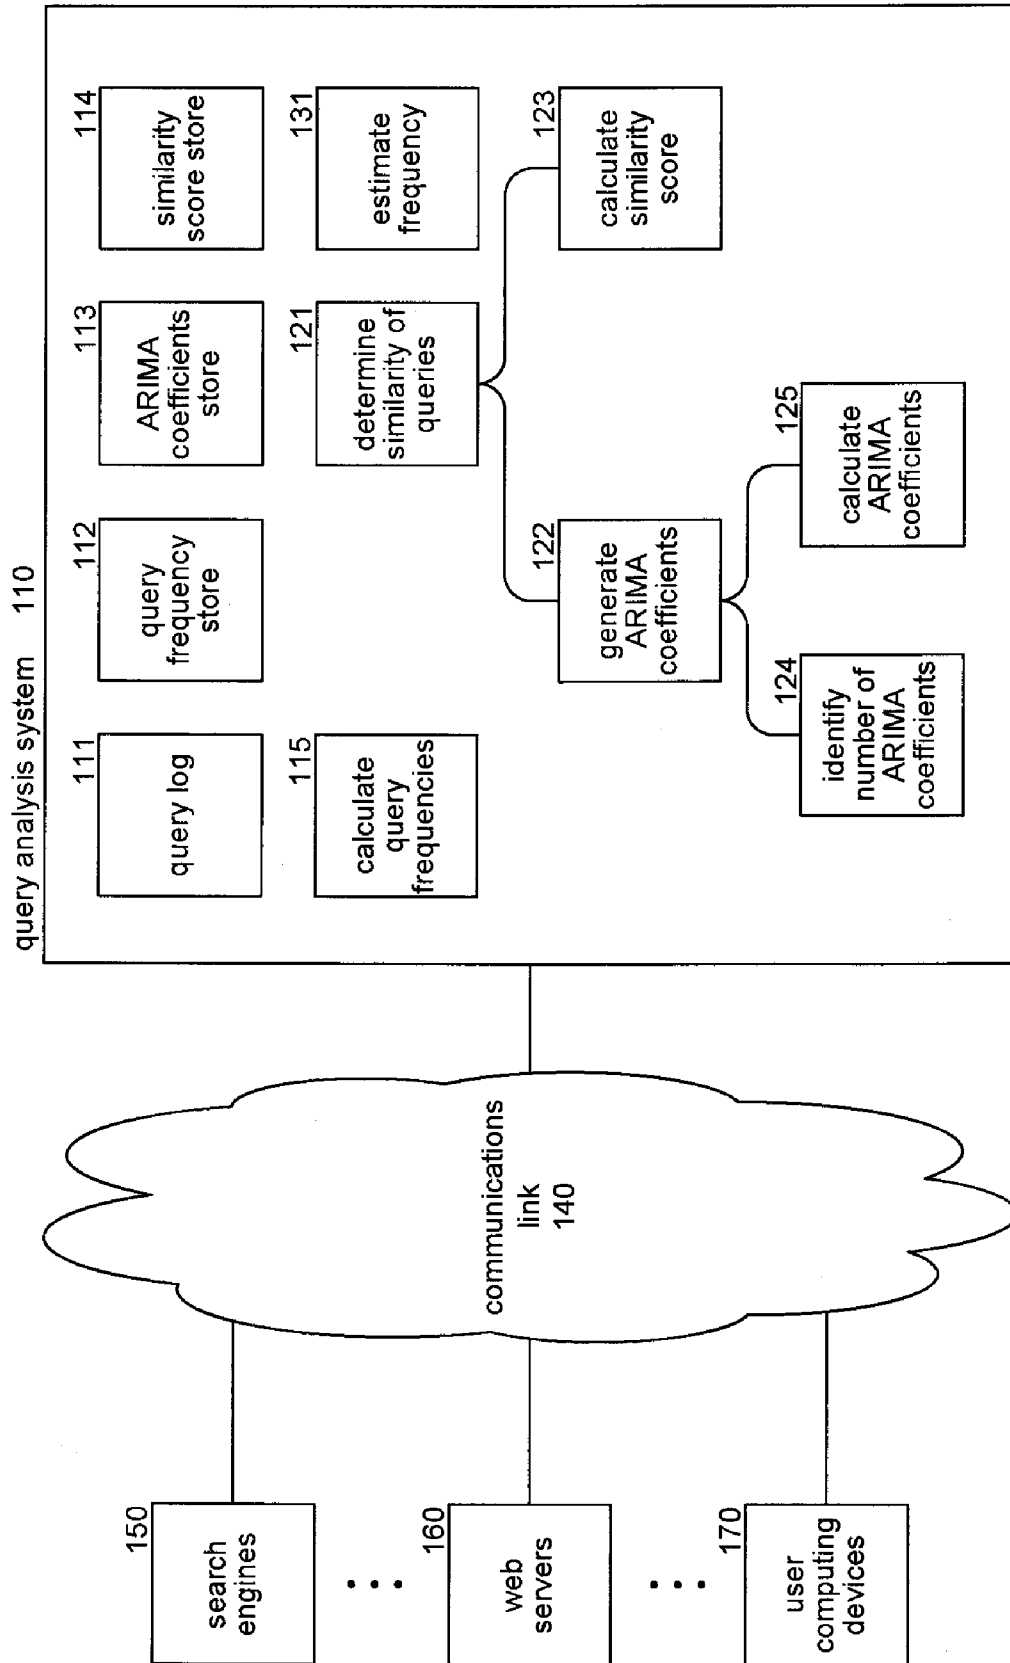 query analysis system 110
111
query log
112
query
frequency
store
113
ARIMA
coefficients
store
114
similarity
score store
115
calculate
query
frequencies
121
determine
similarity of
queries
131
estimate
frequency
122
generate
ARIMA
coefficients
123
calculate
similarity
score
124
identify
number of
ARIMA
coefficients
125
calculate
ARIMA
coefficients
communications
link
140
150
search
engines
160
web
servers
170
user
computing
devices